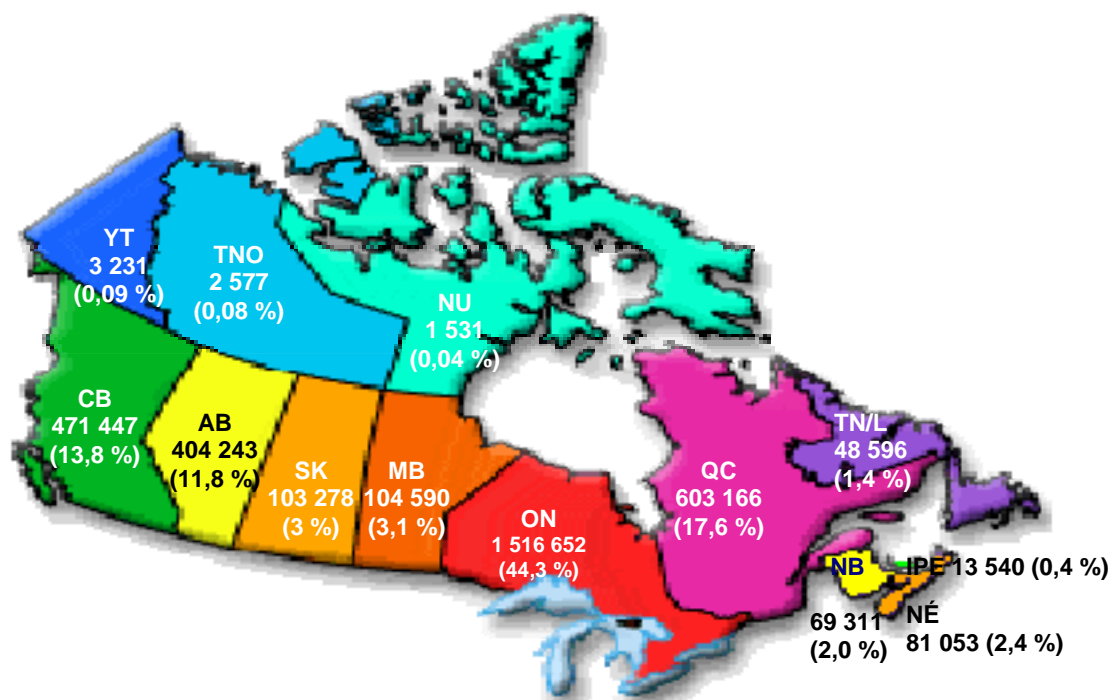 YT
3 231
(0,09 %)
TNO
2 577
(0,08 %)
NU
1 531
(0,04 %)
CB
471 447
(13,8 %)
AB
404 243
(11,8 %)
SK
103 278
(3 %)
MB
104 590
(3,1 %)
ON
1 516 652
(44,3 %)
QC
603 166
(17,6 %)
TN/L
48 596
(1,4 %)
NB
69 311
(2,0 %)
IPE 13 540 (0,4 %)
NÉ
81 053 (2,4 %)